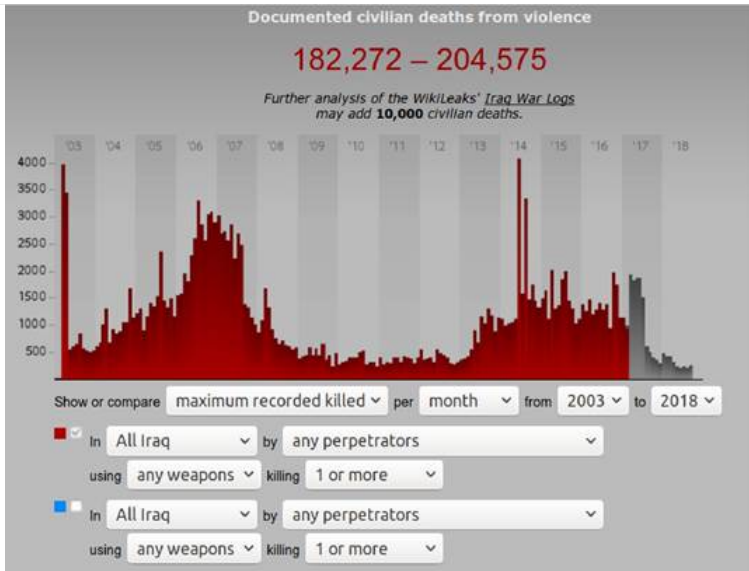 Documented civilian deaths from violence
182,272 – 204,575
Further analysis of the WikiLeaks' Iraq War Logs
may add 10,000 civilian deaths.
'03 '04 '05 '06 '07 '08 '09 '10 '11 '12 '13 '14 '15 '16 '17 '18
4000
3500
3000
2500
2000
1500
1000
500
Show or compare maximum recorded killed per month from 2003 to 2018
In All Iraq by any perpetrators
using any weapons killing 1 or more
In All Iraq by any perpetrators
using any weapons killing 1 or more